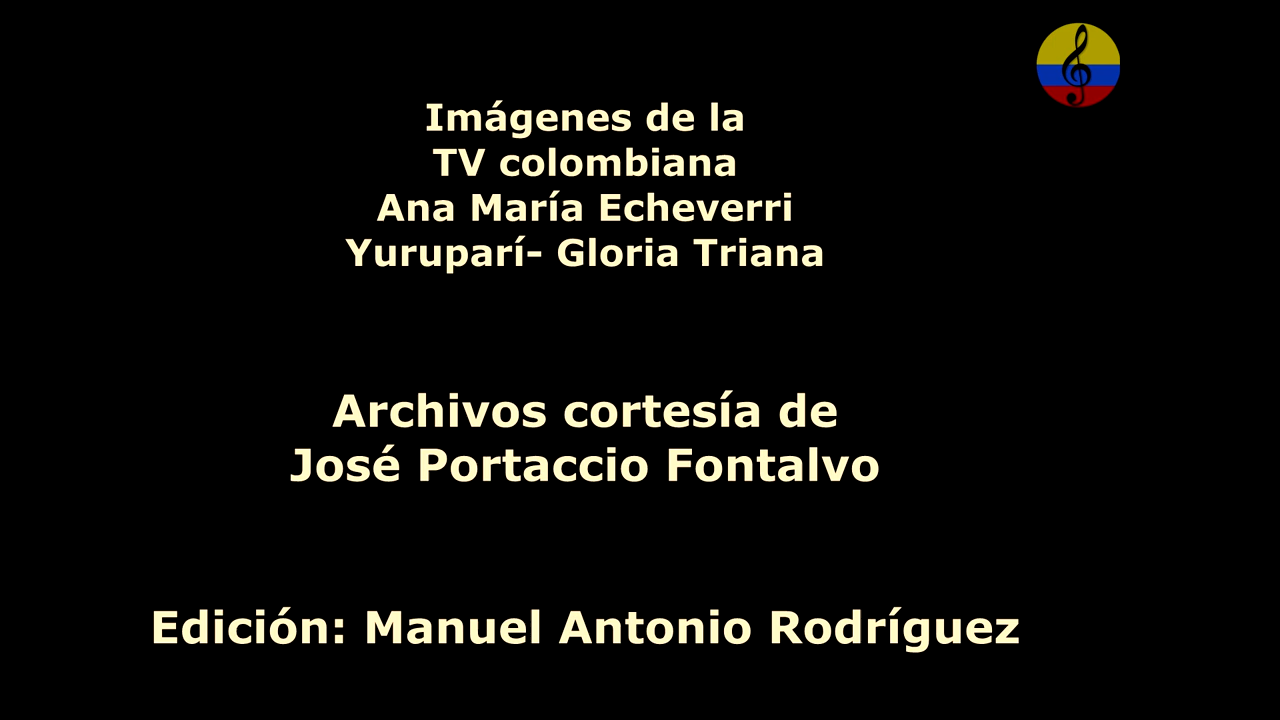 Imágenes de la
TV colombiana
Ana María Echeverri
Yuruparí- Gloria Triana
Archivos cortesía de
José Portaccio Fontalvo
Edición: Manuel Antonio Rodríguez